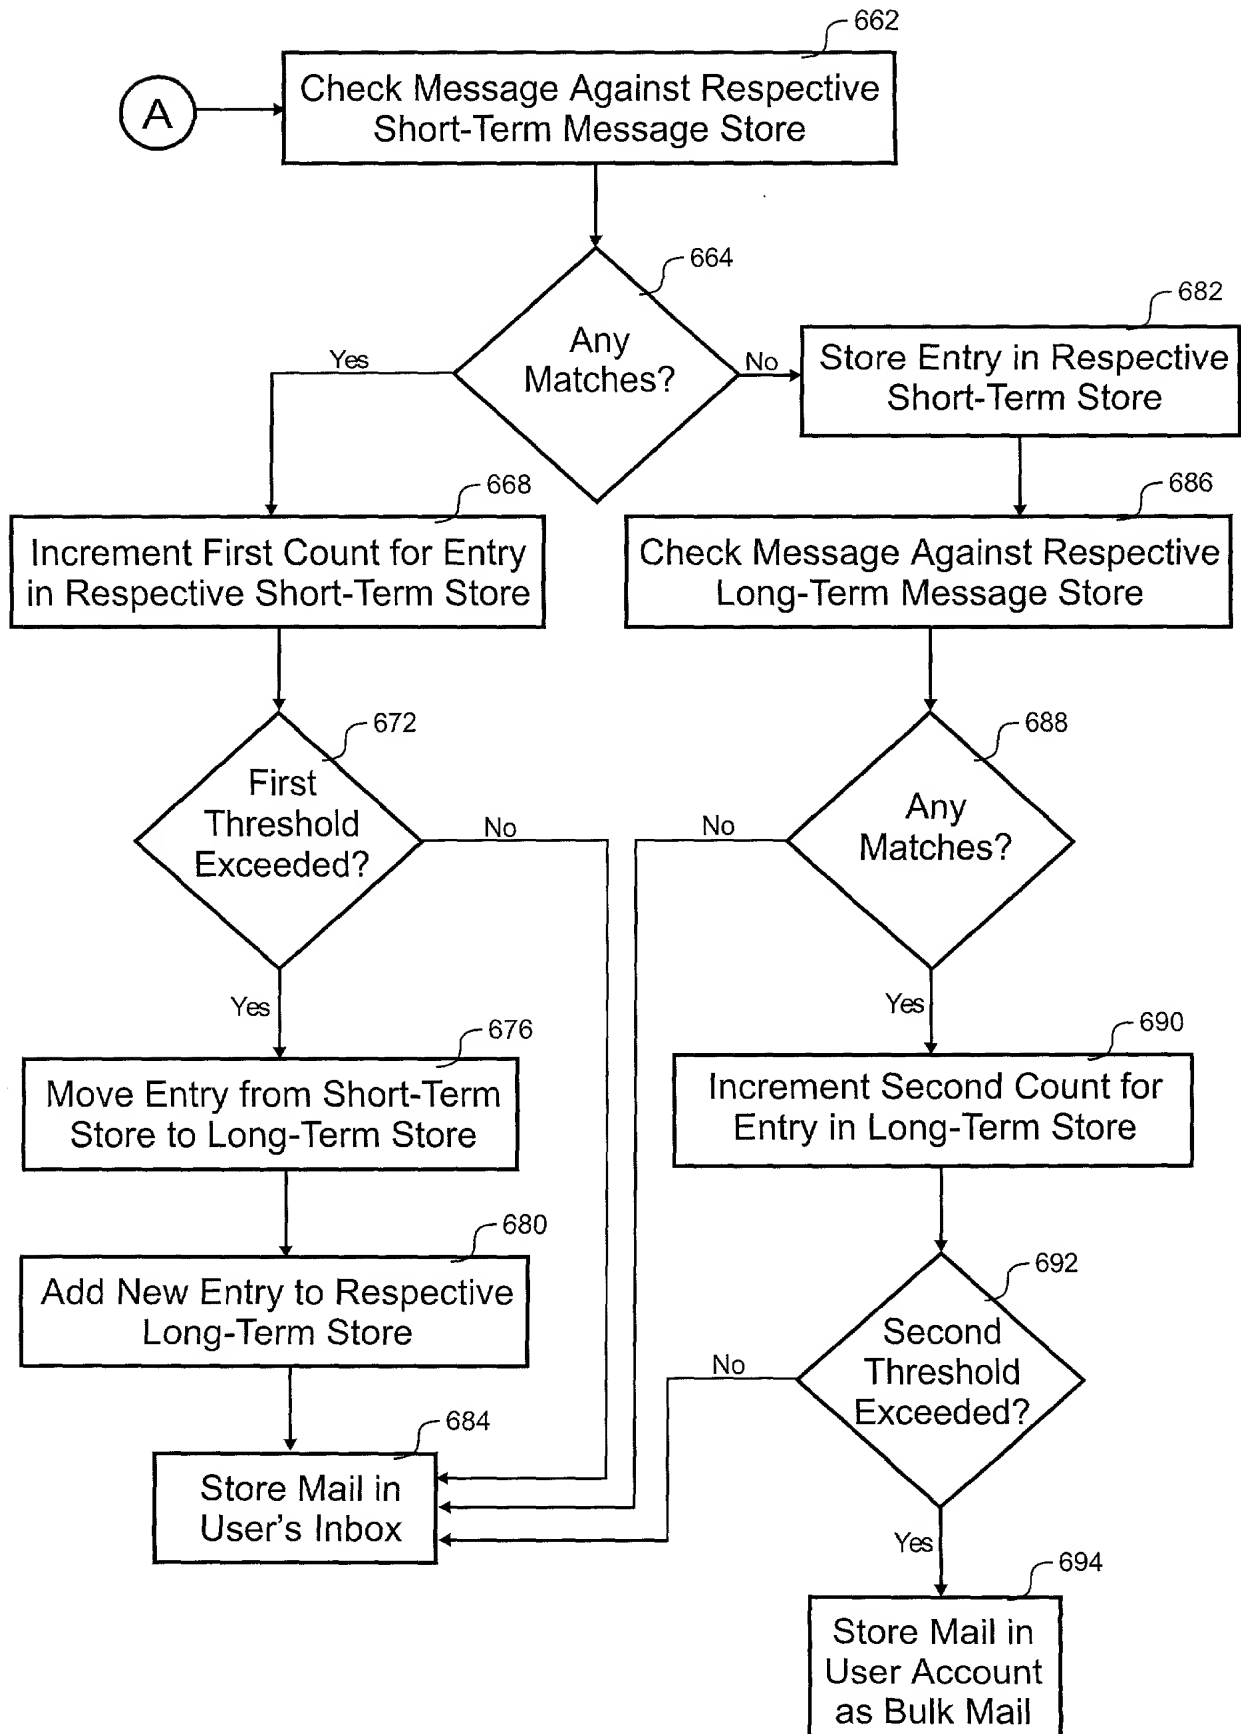 662
A
Check Message Against Respective
Short-Term Message Store
664
Any
Matches?
Yes
No
682
Store Entry in Respective
Short-Term Store
668
Increment First Count for Entry
in Respective Short-Term Store
686
Check Message Against Respective
Long-Term Message Store
672
First
Threshold
Exceeded?
No
Yes
688
Any
Matches?
No
Yes
676
Move Entry from Short-Term
Store to Long-Term Store
690
Increment Second Count for
Entry in Long-Term Store
680
Add New Entry to Respective
Long-Term Store
692
Second
Threshold
Exceeded?
No
Yes
684
Store Mail in
User's Inbox
694
Store Mail in
User Account
as Bulk Mail